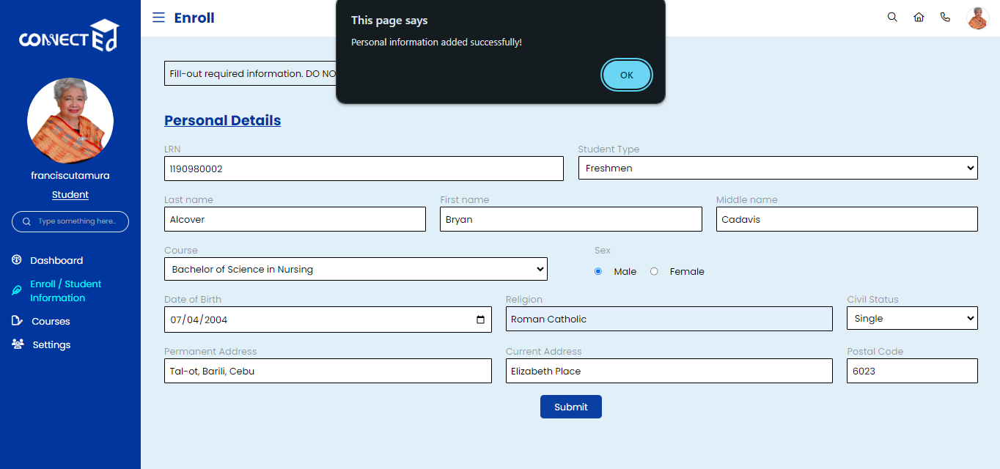 CONNECT Ed
franciscutamura
Student
Type something here..
Dashboard
Enroll / Student
Information
Courses
Settings
Enroll
This page says
Personal information added successfully!
OK
Fill-out required information. DO NO
Personal Details
LRN
Student Type
1190980002
Freshmen
Last name
First name
Middle name
Alcover
Bryan
Cadavis
Course
Sex
Bachelor of Science in Nursing
Male
Female
Date of Birth
Religion
Civil Status
07/04/2004
Roman Catholic
Single
Permanent Address
Current Address
Postal Code
Tal-ot, Barili, Cebu
Elizabeth Place
6023
Submit